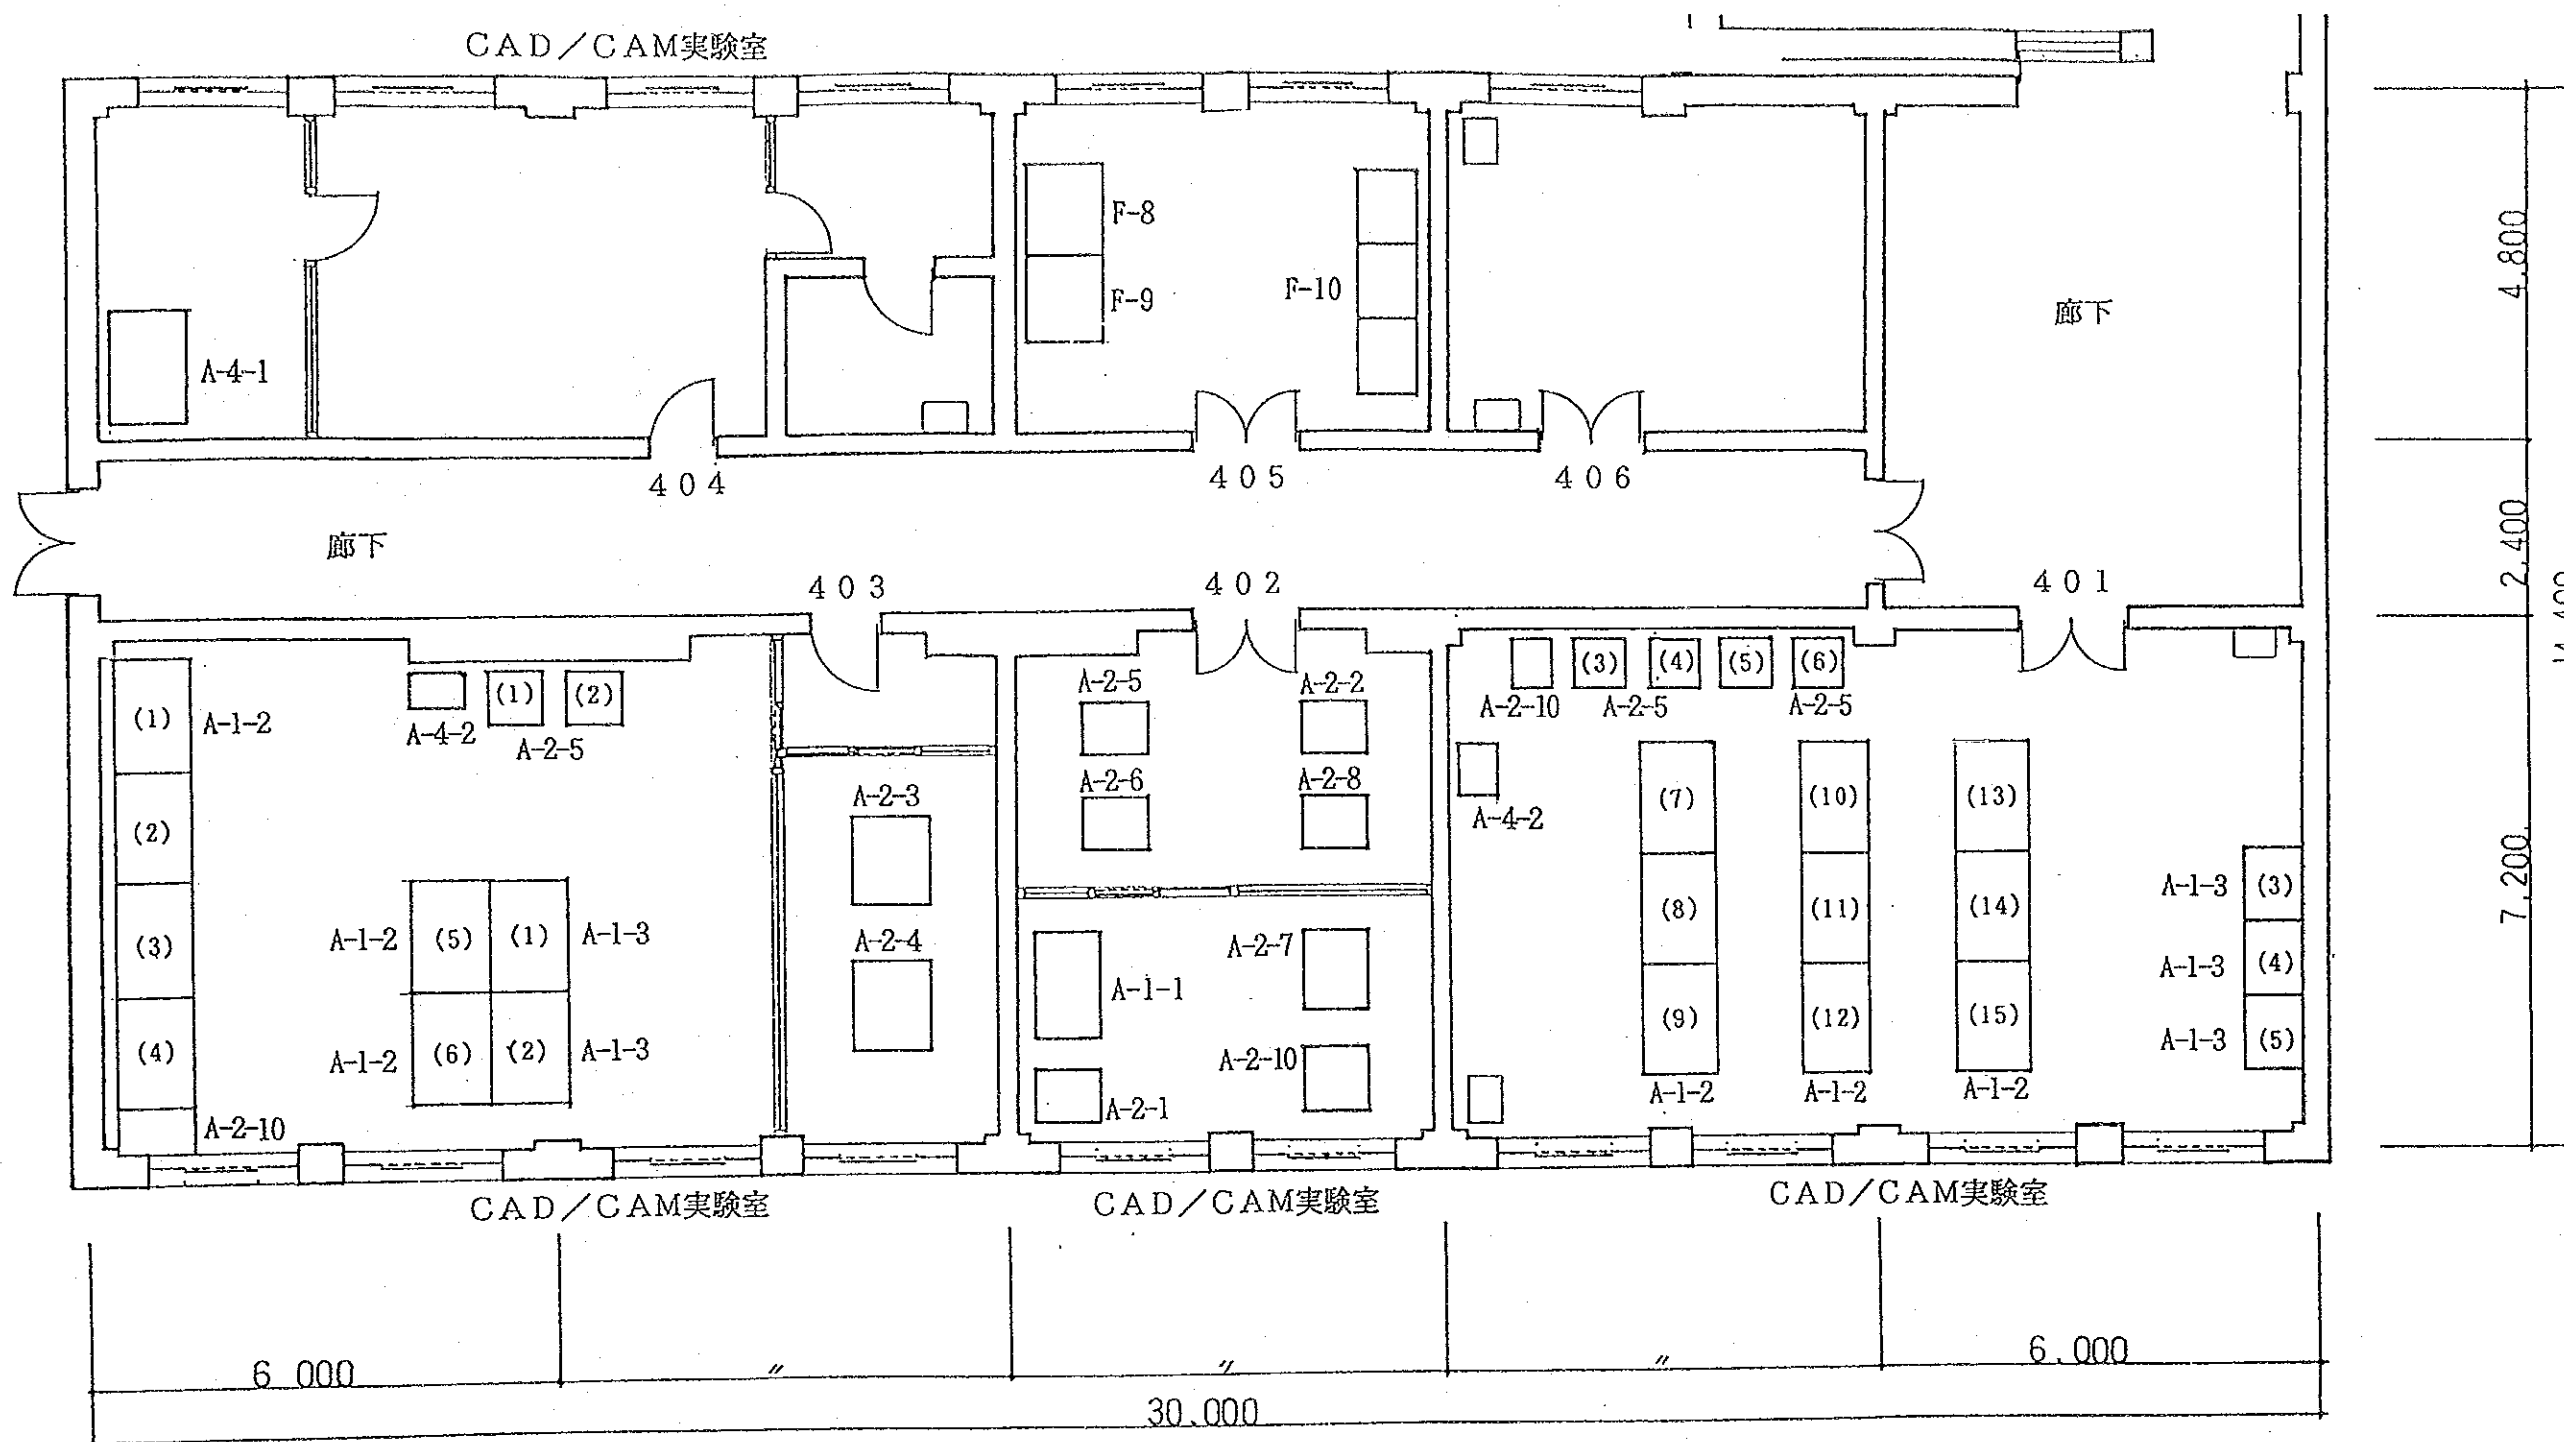 CAD／CAM実験室
F-8
F-9
F-10
A-4-1
廊下
4,800
404
405
406
廊下
403
402
401
2,400
(1)
A-1-2
(2)
(3)
(4)
A-2-10
A-4-2
(1)
(2)
A-2-5
A-1-2
(5)
(1)
A-1-3
A-1-2
(6)
(2)
A-1-3
A-2-3
A-2-4
A-2-5
A-2-2
A-2-6
A-2-8
A-1-1
A-2-7
A-2-10
A-2-1
(3)
(4)
(5)
(6)
A-2-10
A-2-5
A-2-5
A-4-2
(7)
(10)
(13)
(8)
(11)
(14)
(9)
(12)
(15)
A-1-2
A-1-2
A-1-2
A-1-3
(3)
A-1-3
(4)
A-1-3
(5)
7,200
CAD／CAM実験室
CAD／CAM実験室
CAD／CAM実験室
6,000
〃
〃
〃
6,000
30,000